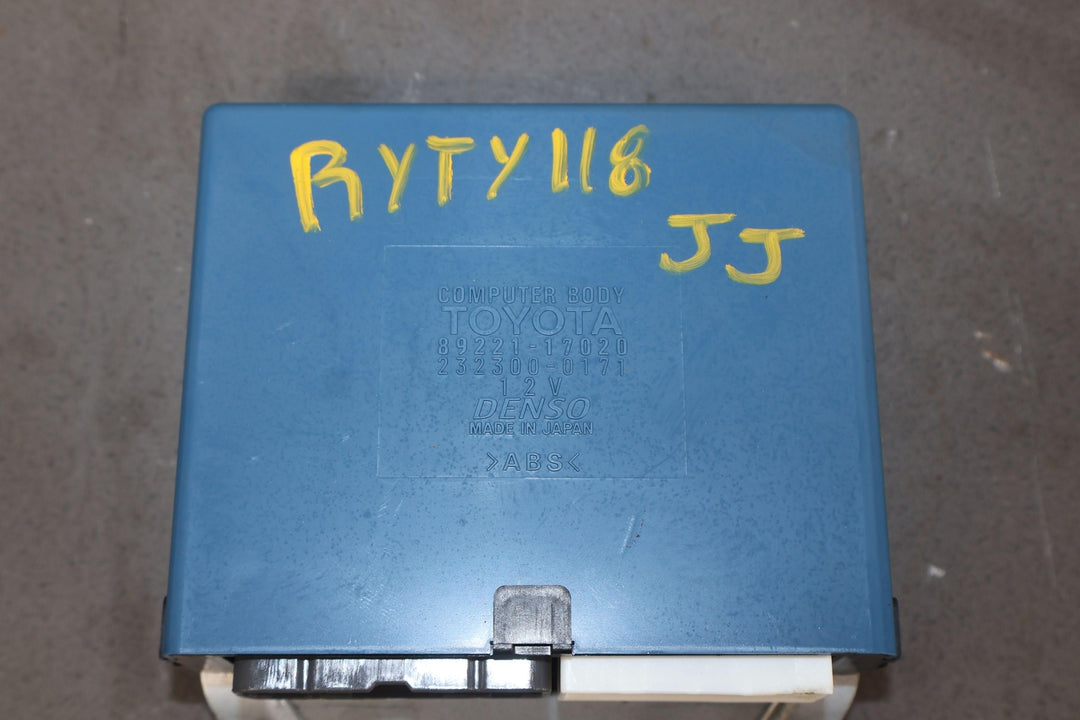 RYTY118
JJ
COMPUTER BODY
TOYOTA
89221-17020
232300-0171
12V
DENSO
MADE IN JAPAN
>ABS<